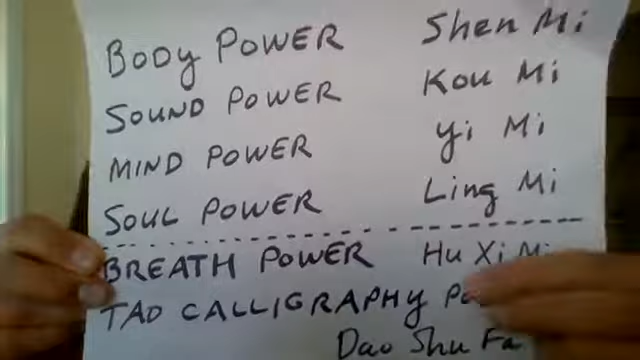 BODY POWER Shen Mi
SOUND POWER Kou Mi
MIND POWER Yi Mi
SOUL POWER Ling Mi
BREATH POWER Hu Xi Mi
TAO CALLIGRAPHY
Dao Shu Fa